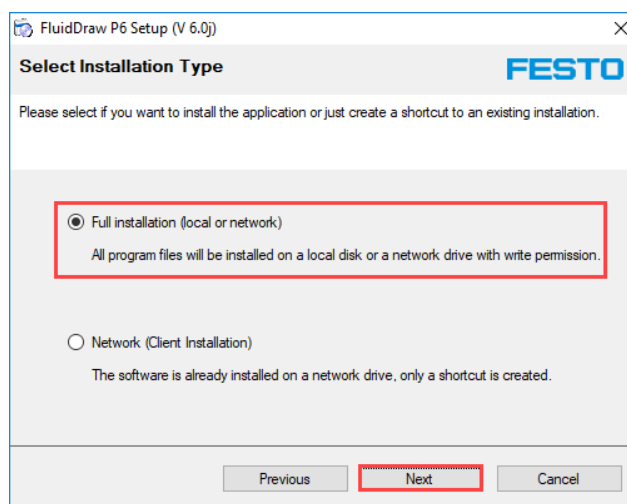 FluidDraw P6 Setup (V 6.0j)
Select Installation Type
FESTO
Please select if you want to install the application or just create a shortcut to an existing installation.
Full installation (local or network)
All program files will be installed on a local disk or a network drive with write permission.
Network (Client Installation)
The software is already installed on a network drive, only a shortcut is created.
Previous
Next
Cancel